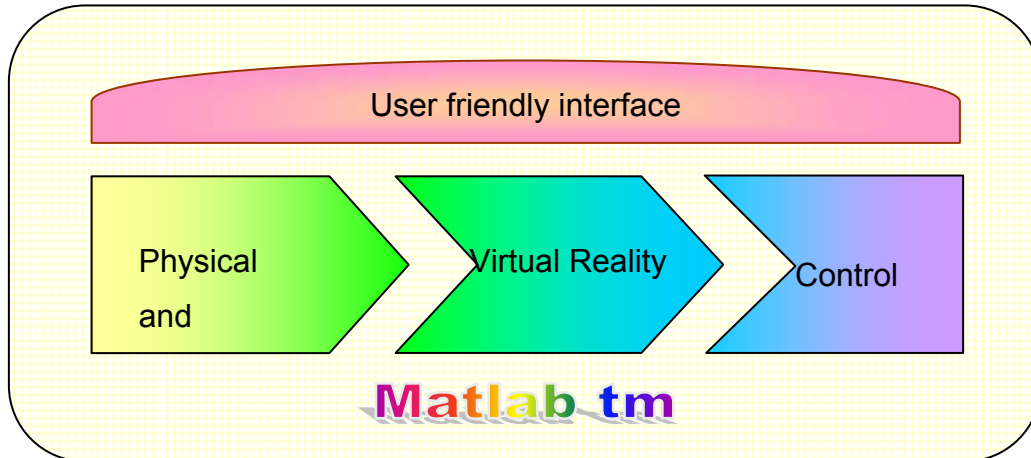 User friendly interface
Physical
and
Virtual Reality
Control
Matlab tm